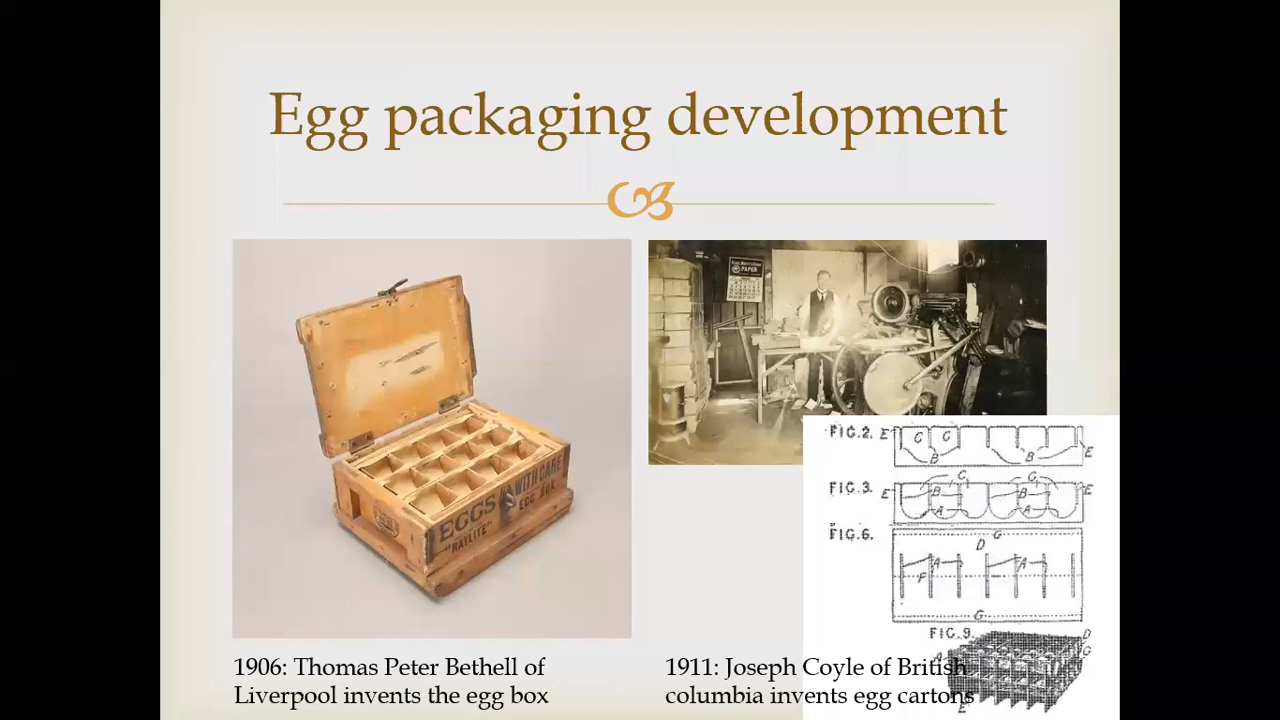 Egg packaging development
PAPER
EGGS
WITH CARE
"RAYLITE"
EGG BOX
FIG.2. E C C E
B B
FIG.3. E C C E
B B
A A
FIG.6. G
D
A A
F
G
FIG.9. D
G
A
E
1906: Thomas Peter Bethell of
Liverpool invents the egg box
1911: Joseph Coyle of British
columbia invents egg cartons